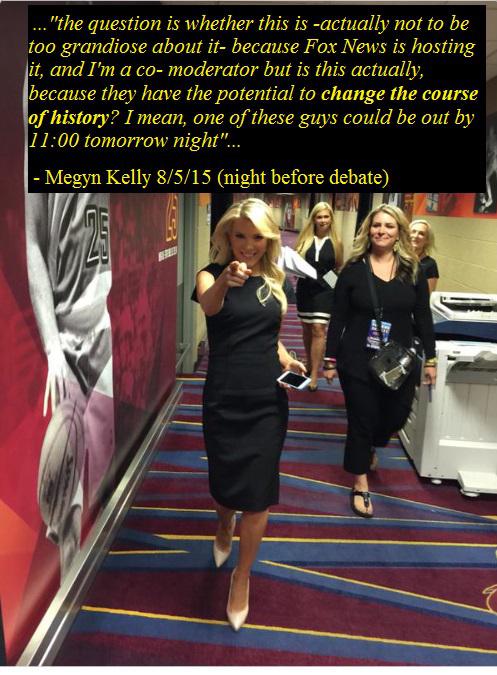 ..."the question is whether this is -actually not to be
too grandiose about it- because Fox News is hosting
it, and I'm a co- moderator but is this actually,
because they have the potential to change the course
of history? I mean, one of these guys could be out by
11:00 tomorrow night"...
- Megyn Kelly 8/5/15 (night before debate)
25
25